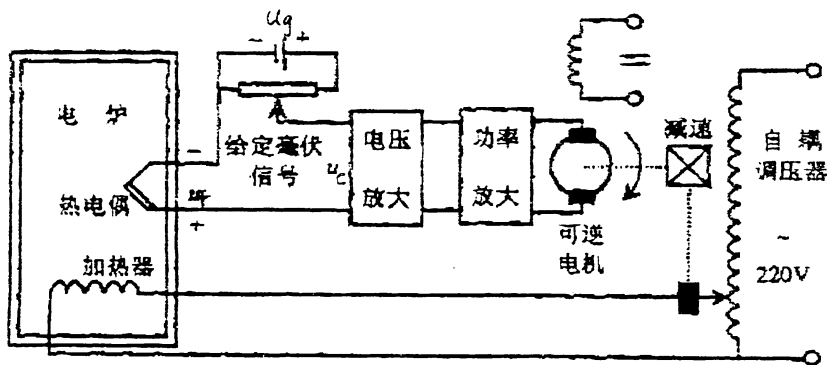 Ug
- +
电炉
给定毫伏
信号
电压
放大
功率
放大
减速
自耦
调压器
-
热电偶
+
uc
可逆
电机
加热器
~
220V